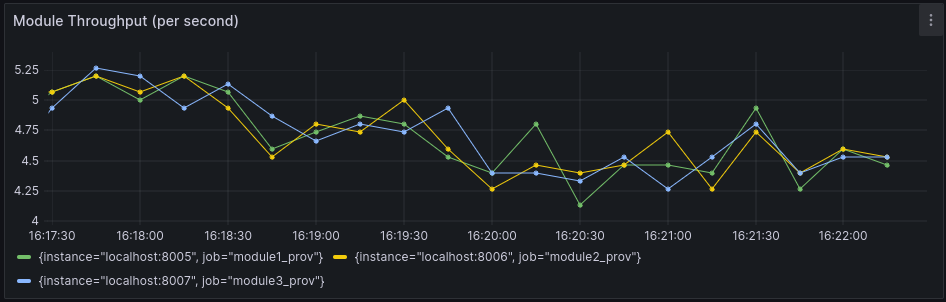 Module Throughput (per second)
5.25
5
4.75
4.5
4.25
4
16:17:30 16:18:00 16:18:30 16:19:00 16:19:30 16:20:00 16:20:30 16:21:00 16:21:30 16:22:00
{instance="localhost:8005", job="module1_prov"} {instance="localhost:8006", job="module2_prov"}
{instance="localhost:8007", job="module3_prov"}